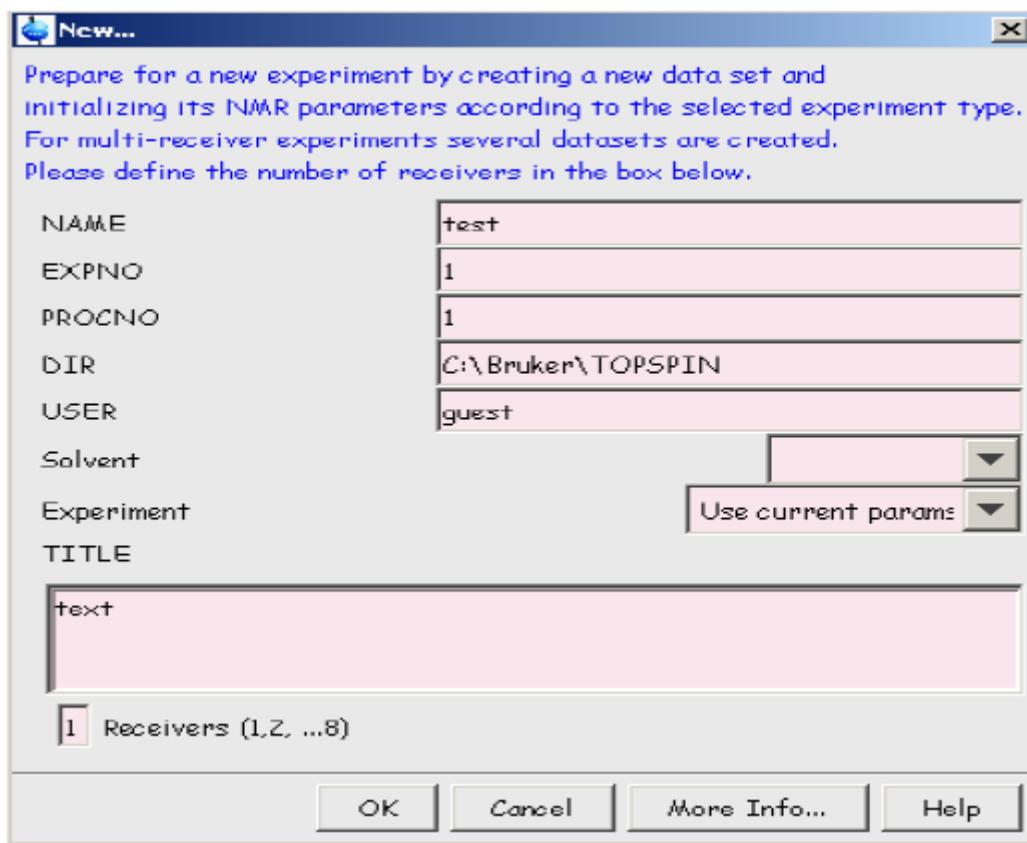 New...
Prepare for a new experiment by creating a new data set and
initializing its NMR parameters according to the selected experiment type.
For multi-receiver experiments several datasets are created.
Please define the number of receivers in the box below.
NAME test
EXPNO 1
PROCNO 1
DIR C:\Bruker\TOPSPIN
USER guest
Solvent
Experiment Use current params
TITLE
text
1 Receivers (1,2, ...8)
OK Cancel More Info... Help